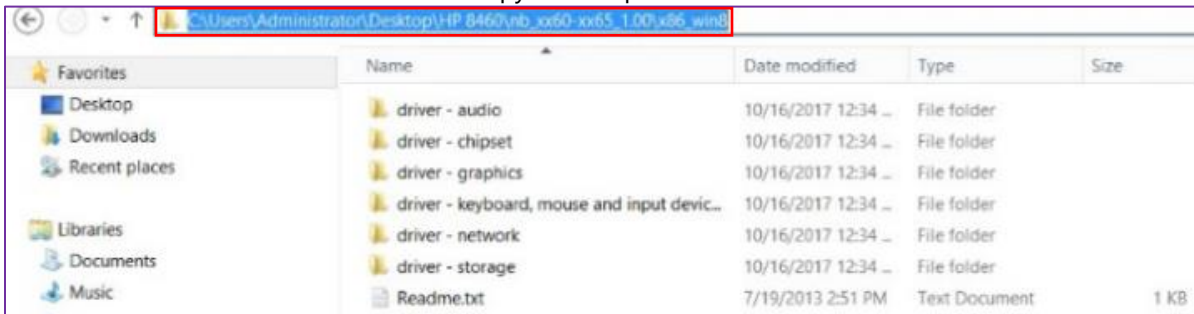 C:\Users\Administrator\Desktop\HP 8460\nb_xx60-xx65_1.00\x86_win8
Name Date modified Type Size
Favorites
Desktop
Downloads
Recent places
Libraries
Documents
Music
driver - audio 10/16/2017 12:34 ... File folder
driver - chipset 10/16/2017 12:34 ... File folder
driver - graphics 10/16/2017 12:34 ... File folder
driver - keyboard, mouse and input devic... 10/16/2017 12:34 ... File folder
driver - network 10/16/2017 12:34 ... File folder
driver - storage 10/16/2017 12:34 ... File folder
Readme.txt 7/19/2013 2:51 PM Text Document 1 KB